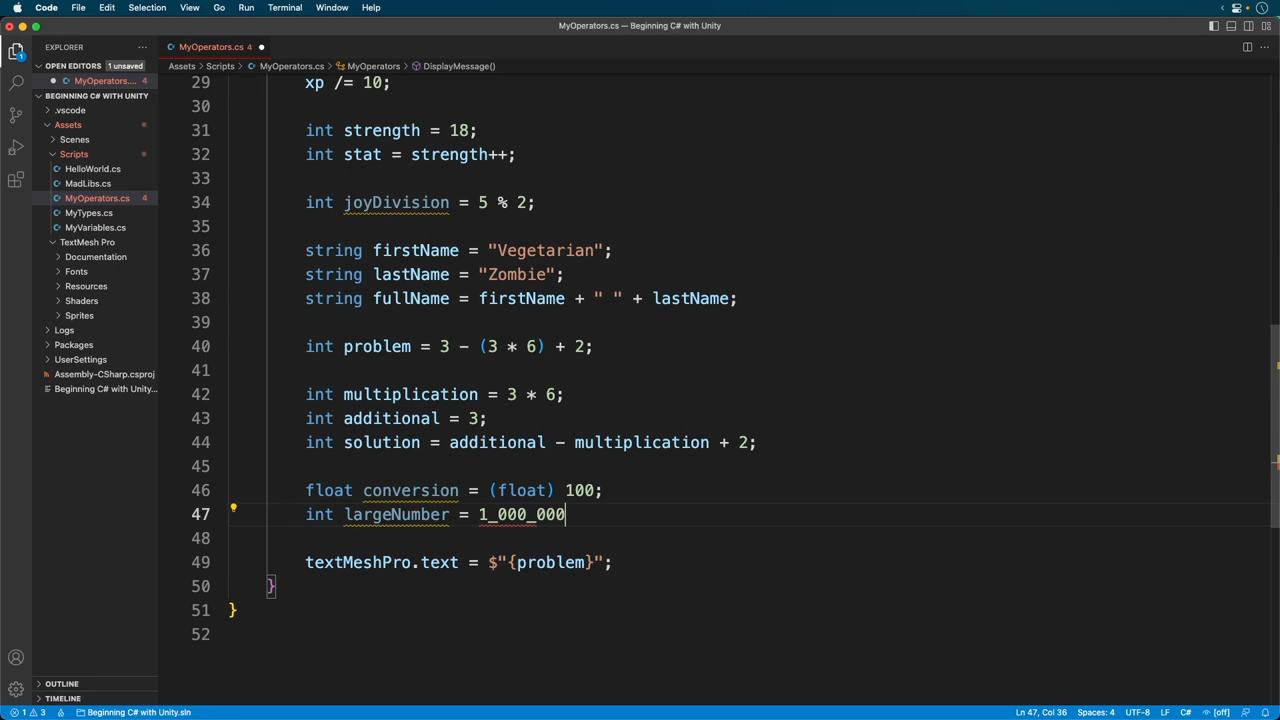 Code File Edit Selection View Go Run Terminal Window Help
MyOperators.cs — Beginning C# with Unity
EXPLORER
MyOperators.cs 4
OPEN EDITORS 1 unsaved
MyOperators.... 4
BEGINNING C# WITH UNITY
.vscode
Assets
Scenes
Scripts
HelloWorld.cs
MadLibs.cs
MyOperators.cs 4
MyTypes.cs
MyVariables.cs
TextMesh Pro
Documentation
Fonts
Resources
Shaders
Sprites
Logs
Packages
UserSettings
Assembly-CSharp.csproj
Beginning C# with Unity...
OUTLINE
TIMELINE
Assets > Scripts > MyOperators.cs > MyOperators > DisplayMessage()
29 xp /= 10;
30
31 int strength = 18;
32 int stat = strength++;
33
34 int joyDivision = 5 % 2;
35
36 string firstName = "Vegetarian";
37 string lastName = "Zombie";
38 string fullName = firstName + " " + lastName;
39
40 int problem = 3 - (3 * 6) + 2;
41
42 int multiplication = 3 * 6;
43 int additional = 3;
44 int solution = additional - multiplication + 2;
45
46 float conversion = (float) 100;
47 int largeNumber = 1_000_000
48
49 textMeshPro.text = $"{problem}";
50 }
51 }
52
1 3 Beginning C# with Unity.sln Ln 47, Col 36 Spaces: 4 UTF-8 LF C# [off]